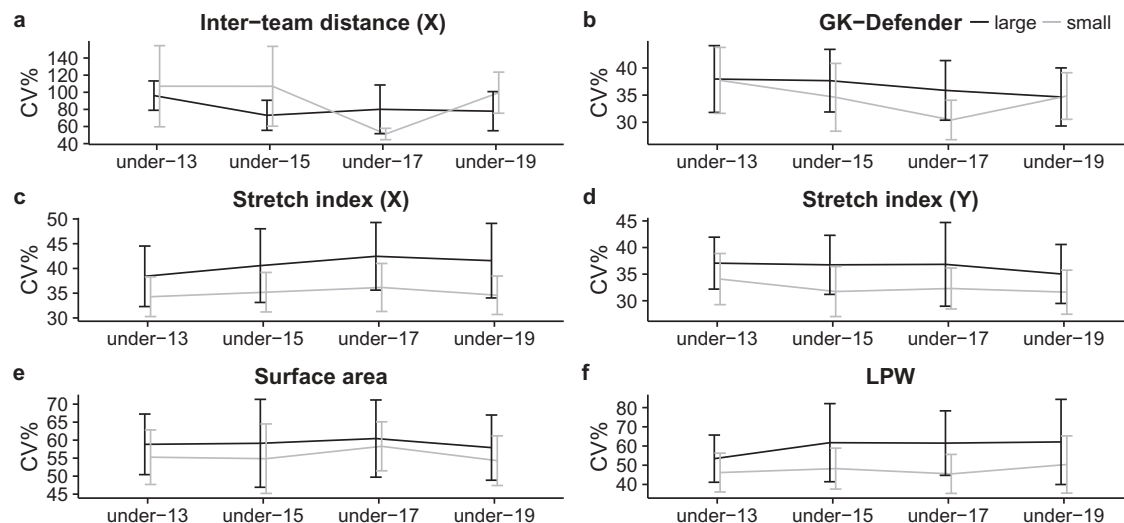 a Inter−team distance (X)
CV%
140
120
100
80
60
40
under−13 under−15 under−17 under−19
b GK−Defender large small
CV%
40
35
30
under−13 under−15 under−17 under−19
c Stretch index (X)
CV%
50
45
40
35
30
under−13 under−15 under−17 under−19
d Stretch index (Y)
CV%
45
40
35
30
under−13 under−15 under−17 under−19
e Surface area
CV%
70
65
60
55
50
45
under−13 under−15 under−17 under−19
f LPW
CV%
80
70
60
50
40
under−13 under−15 under−17 under−19